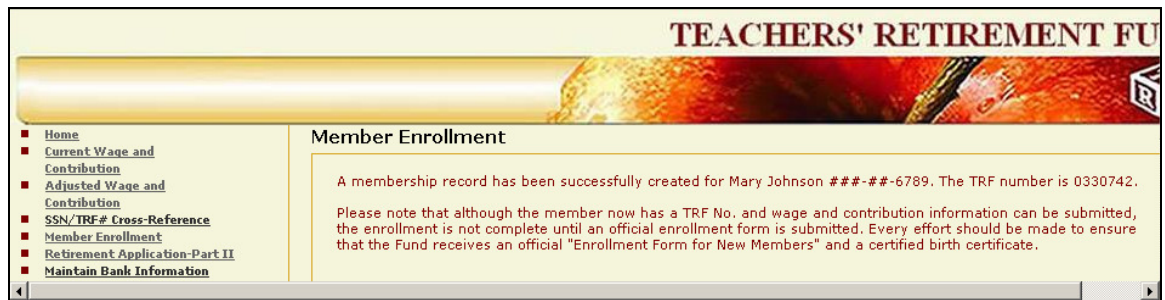 TEACHERS' RETIREMENT FU
R
Home
Current Wage and
Contribution
Adjusted Wage and
Contribution
SSN/TRF# Cross-Reference
Member Enrollment
Retirement Application-Part II
Maintain Bank Information
Member Enrollment
A membership record has been successfully created for Mary Johnson ###-##-6789. The TRF number is 0330742.
Please note that although the member now has a TRF No. and wage and contribution information can be submitted,
the enrollment is not complete until an official enrollment form is submitted. Every effort should be made to ensure
that the Fund receives an official "Enrollment Form for New Members" and a certified birth certificate.